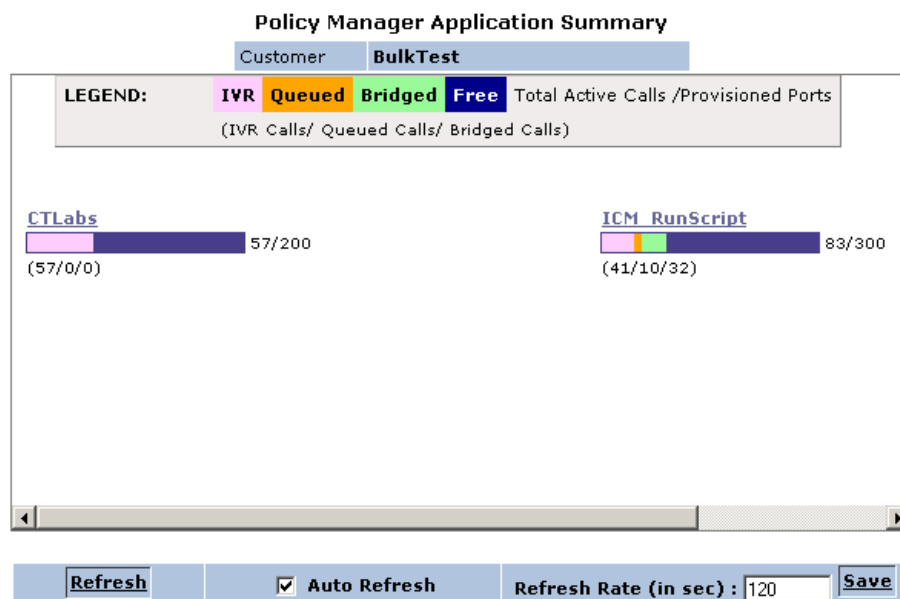 Policy Manager Application Summary
Customer BulkTest
LEGEND: IVR Queued Bridged Free Total Active Calls /Provisioned Ports
(IVR Calls/ Queued Calls/ Bridged Calls)
CTLabs ICM RunScript
57/200 83/300
(57/0/0) (41/10/32)
Refresh Auto Refresh Refresh Rate (in sec) : 120 Save